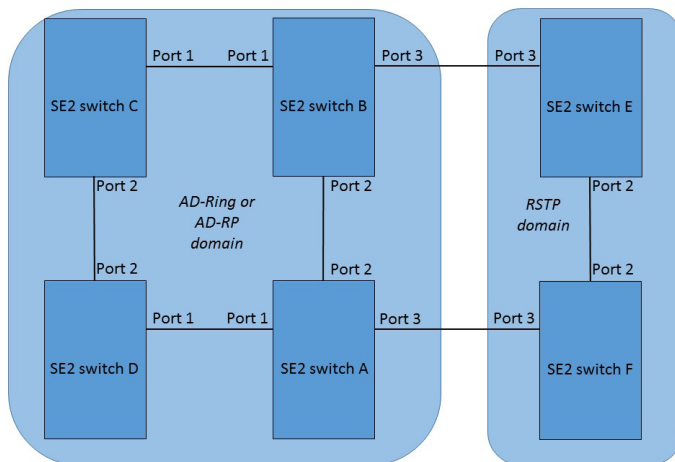 Port 1
Port 1
Port 3
Port 3
SE2 switch C
SE2 switch B
SE2 switch E
Port 2
Port 2
Port 2
AD-Ring or
AD-RP
domain
RSTP
domain
Port 2
Port 2
Port 2
Port 1
Port 1
Port 3
Port 3
SE2 switch D
SE2 switch A
SE2 switch F